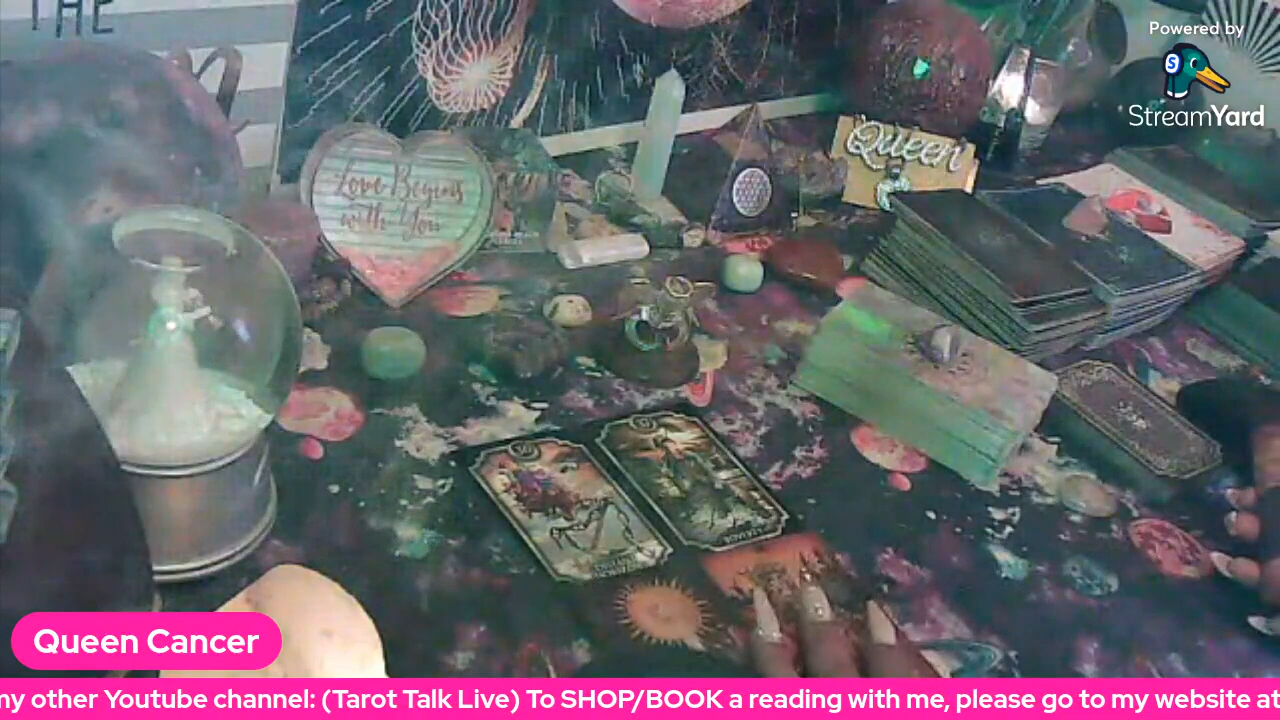 THE
Powered by
StreamYard
Queen
Love Begins
with You
Queen Cancer
my other Youtube channel: (Tarot Talk Live) To SHOP/BOOK a reading with me, please go to my website at